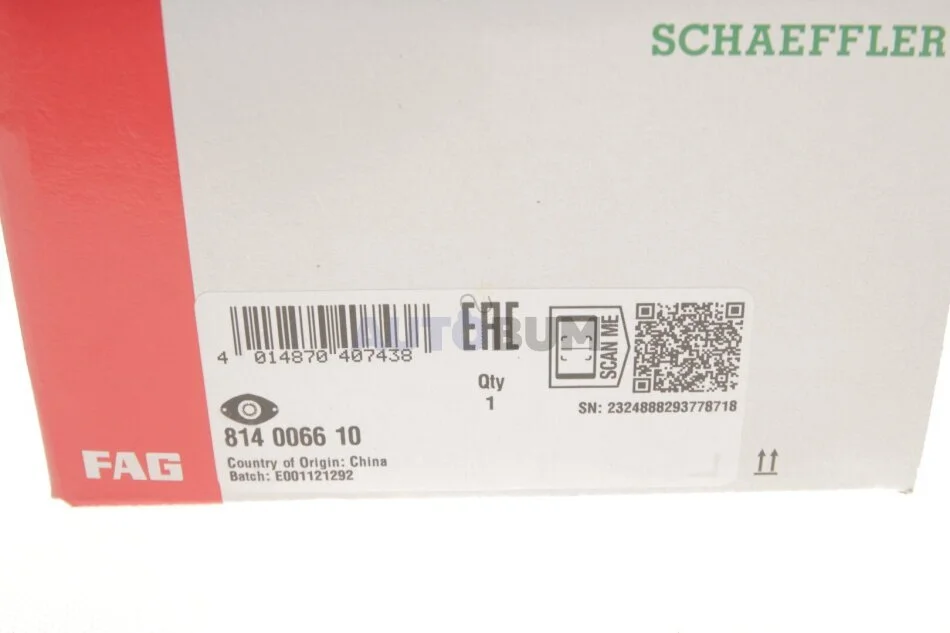 SCHAEFFLER
4 014870 407438
EAC
AUTOBUM
SCAN ME
Qty
1
SN: 2324888293778718
814 0066 10
Country of Origin: China
Batch: E001121292
FAG